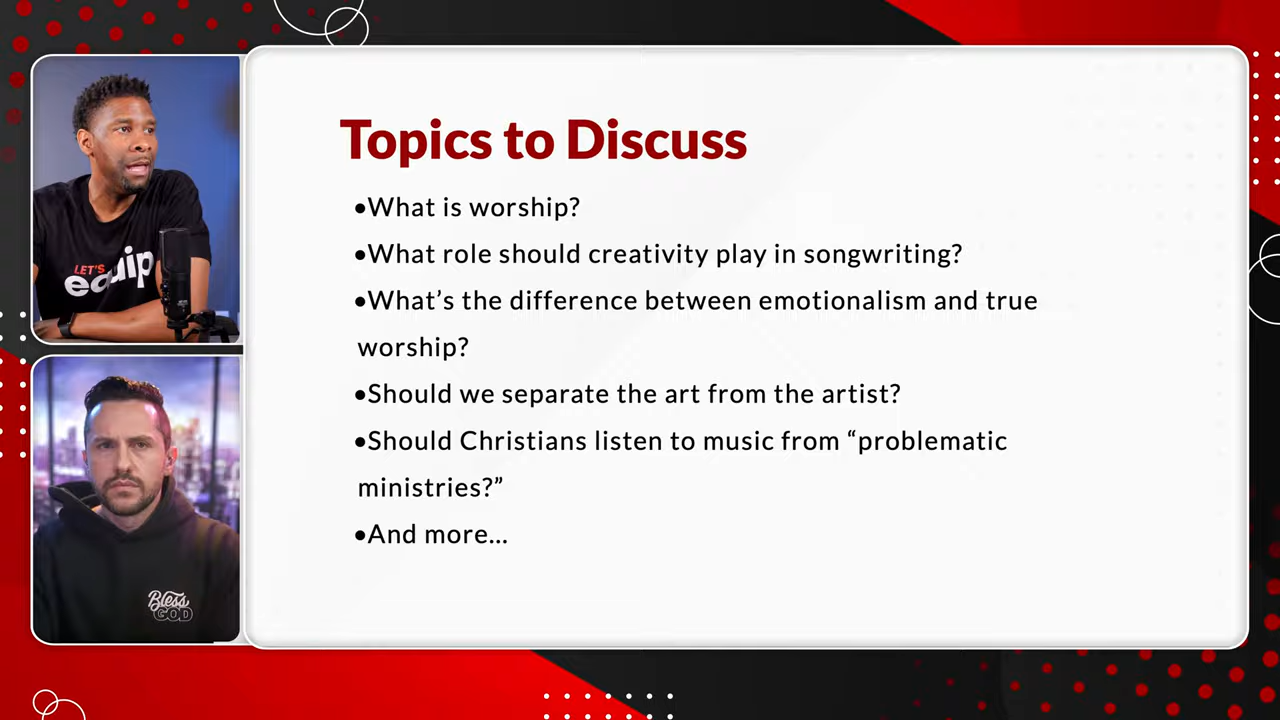 Topics to Discuss
•What is worship?
•What role should creativity play in songwriting?
•What’s the difference between emotionalism and true
worship?
•Should we separate the art from the artist?
•Should Christians listen to music from “problematic
ministries?”
•And more...
LET'S
equip
Bless
GOD